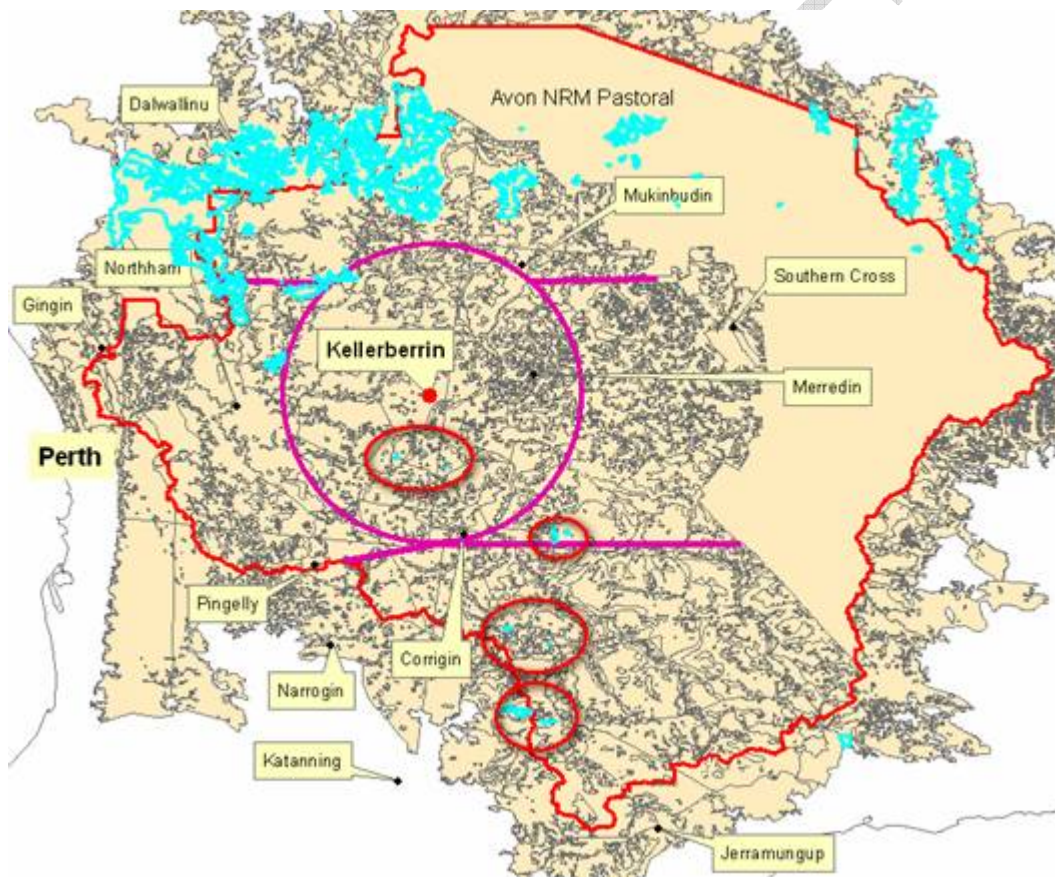 Dalwallinu
Avon NRM Pastoral
Mukinbudin
Northham
Southern Cross
Gingin
Kellerberrin
Merredin
Perth
Pingelly
Corrigin
Narrogin
Katanning
Jerramungup